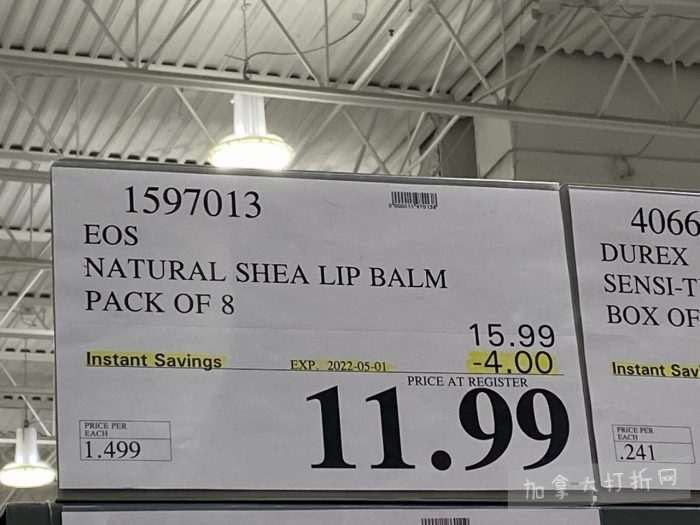 1597013
EOS
NATURAL SHEA LIP BALM
PACK OF 8
15.99
Instant Savings EXP. 2022-05-01 -4.00
PRICE AT REGISTER
11.99
PRICE PER
EACH
1.499
4066
DUREX
SENSI-T
BOX OF
Instant Sav
PRICE PER
EACH
.241
加拿大打折网